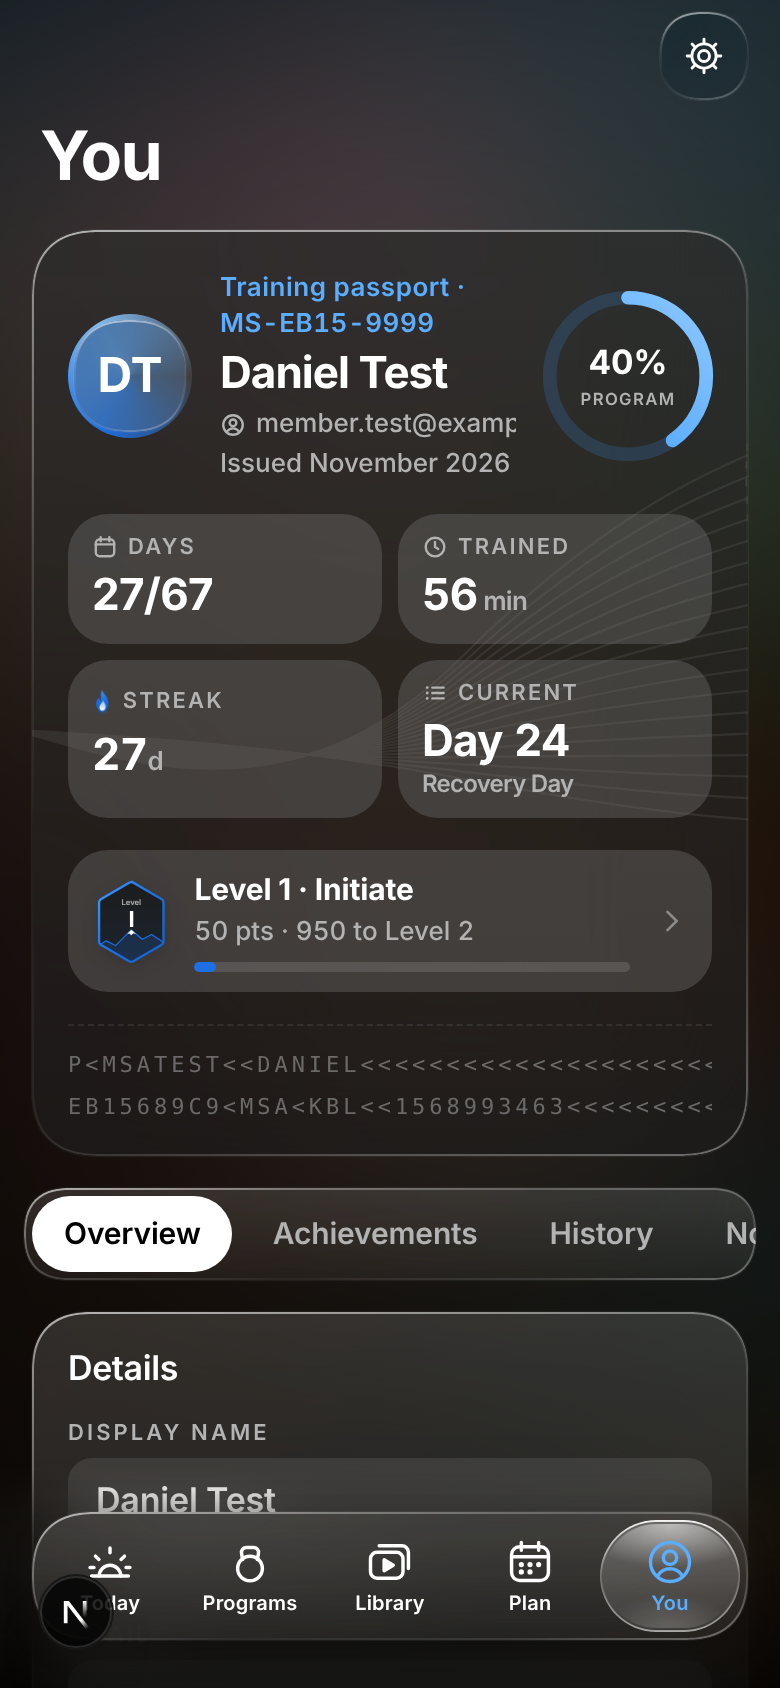 You
Training passport ·
MS-EB15-9999
DT
Daniel Test
member.test@examp
Issued November 2026
40%
PROGRAM
DAYS
27/67
TRAINED
56 min
STREAK
27 d
CURRENT
Day 24
Recovery Day
Level
I
Level 1 · Initiate
50 pts · 950 to Level 2
P<MSATEST<<DANIEL<<<<<<<<<<<<<<<<<<<<<<<<<
EB15689C9<MSA<KBL<<1568993463<<<<<<<<<<
Overview
Achievements
History
No
Details
DISPLAY NAME
Daniel Test
Today
Programs
Library
Plan
You
N